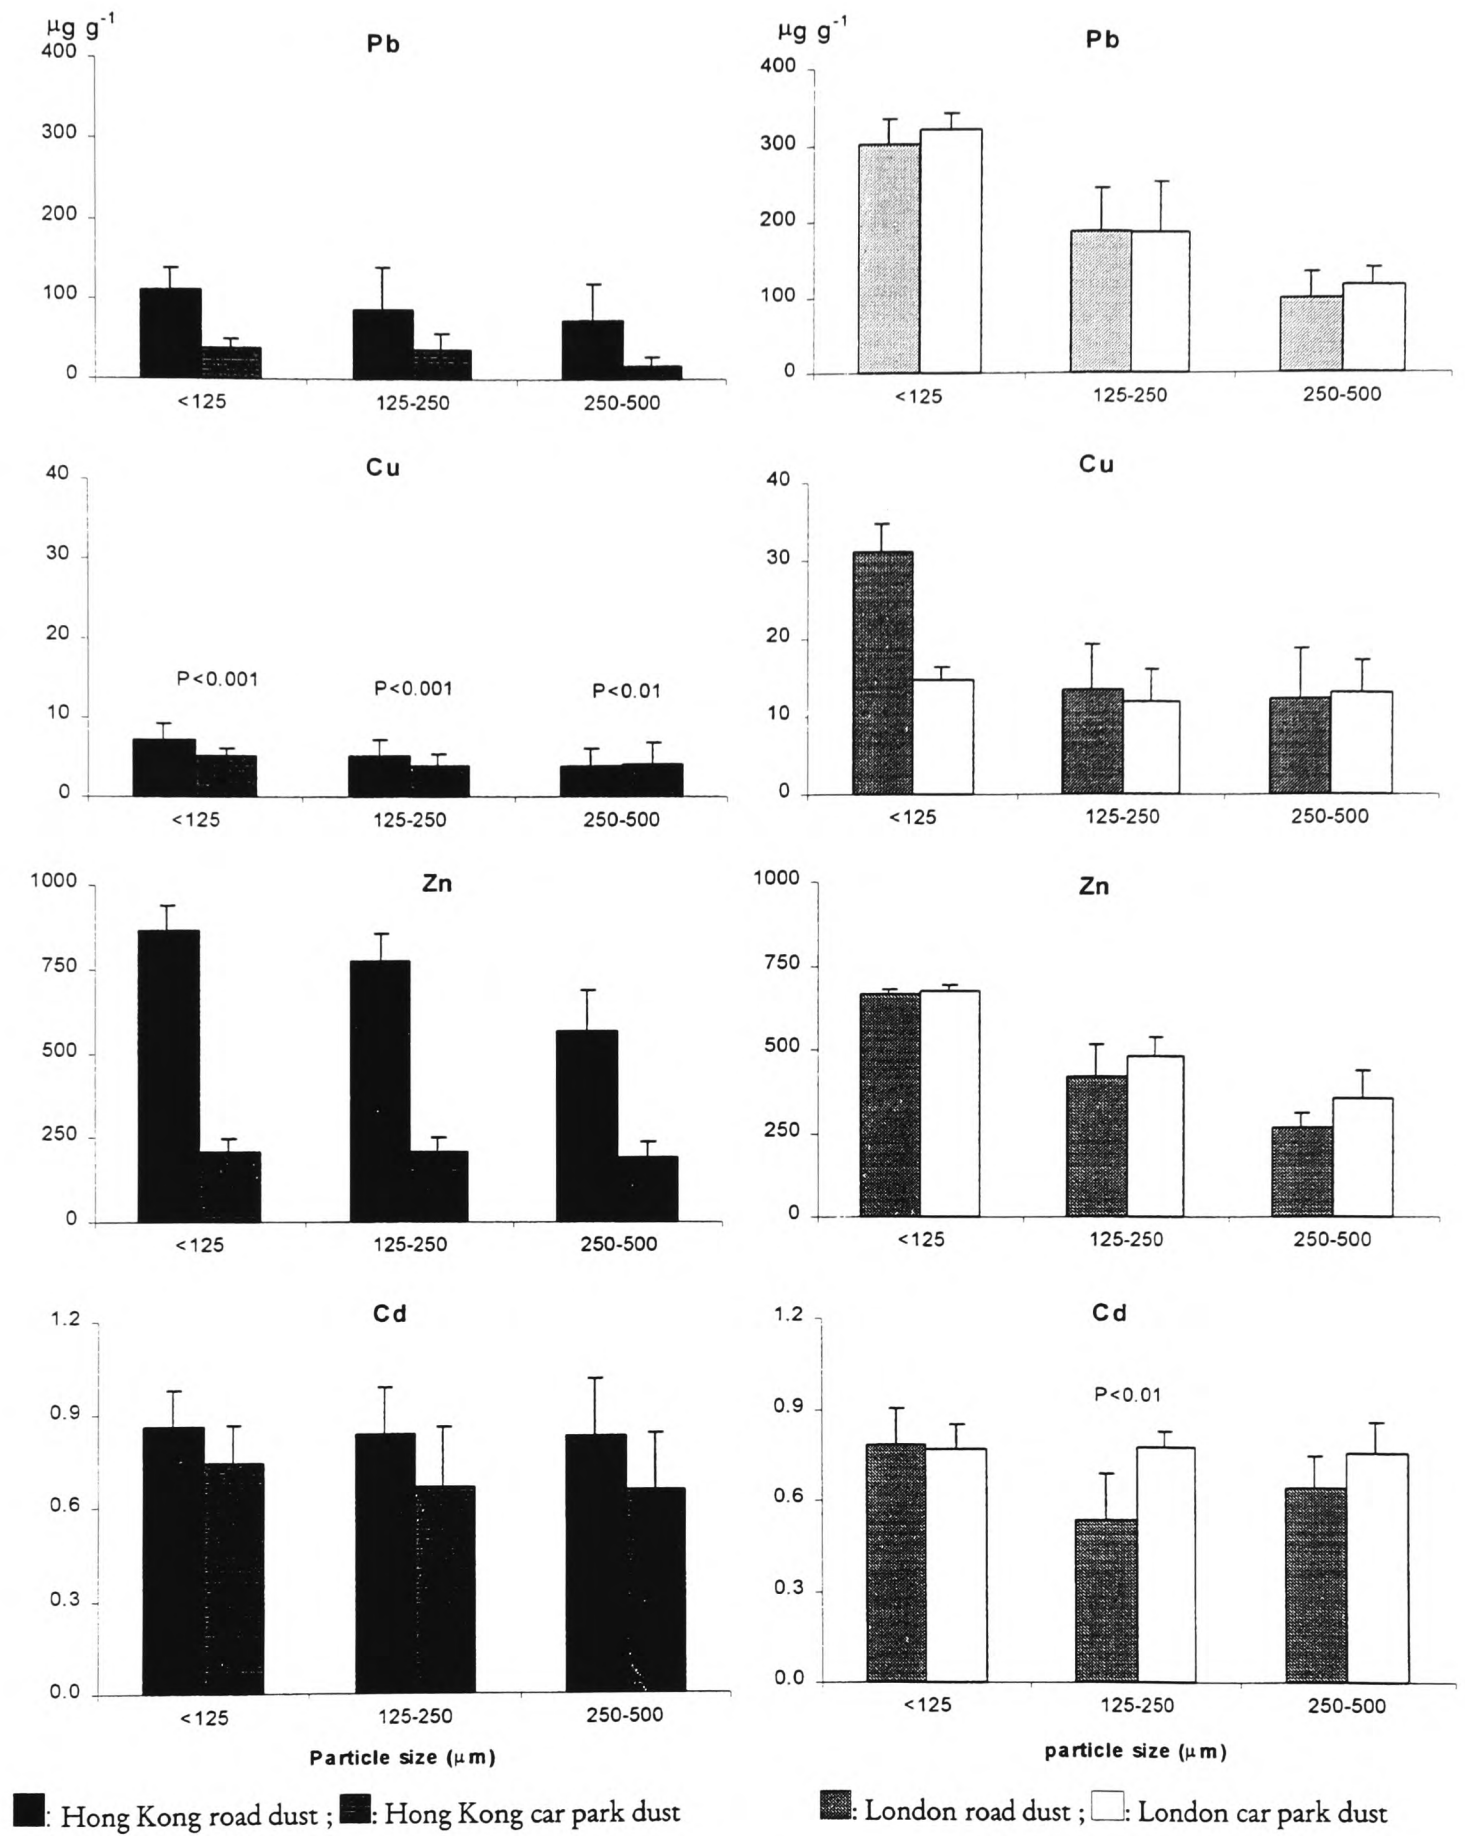 µg g-1
Pb
400
300
200
100
0
<125 125-250 250-500
µg g-1
Pb
400
300
200
100
0
<125 125-250 250-500
Cu
40
30
20
10
0
P<0.001 P<0.001 P<0.01
<125 125-250 250-500
Cu
40
30
20
10
0
<125 125-250 250-500
Zn
1000
750
500
250
0
<125 125-250 250-500
Zn
1000
750
500
250
0
<125 125-250 250-500
Cd
1.2
0.9
0.6
0.3
0.0
<125 125-250 250-500
Particle size (µm)
Cd
1.2
P<0.01
0.9
0.6
0.3
0.0
<125 125-250 250-500
particle size (µm)
: Hong Kong road dust ; : Hong Kong car park dust
: London road dust ; : London car park dust